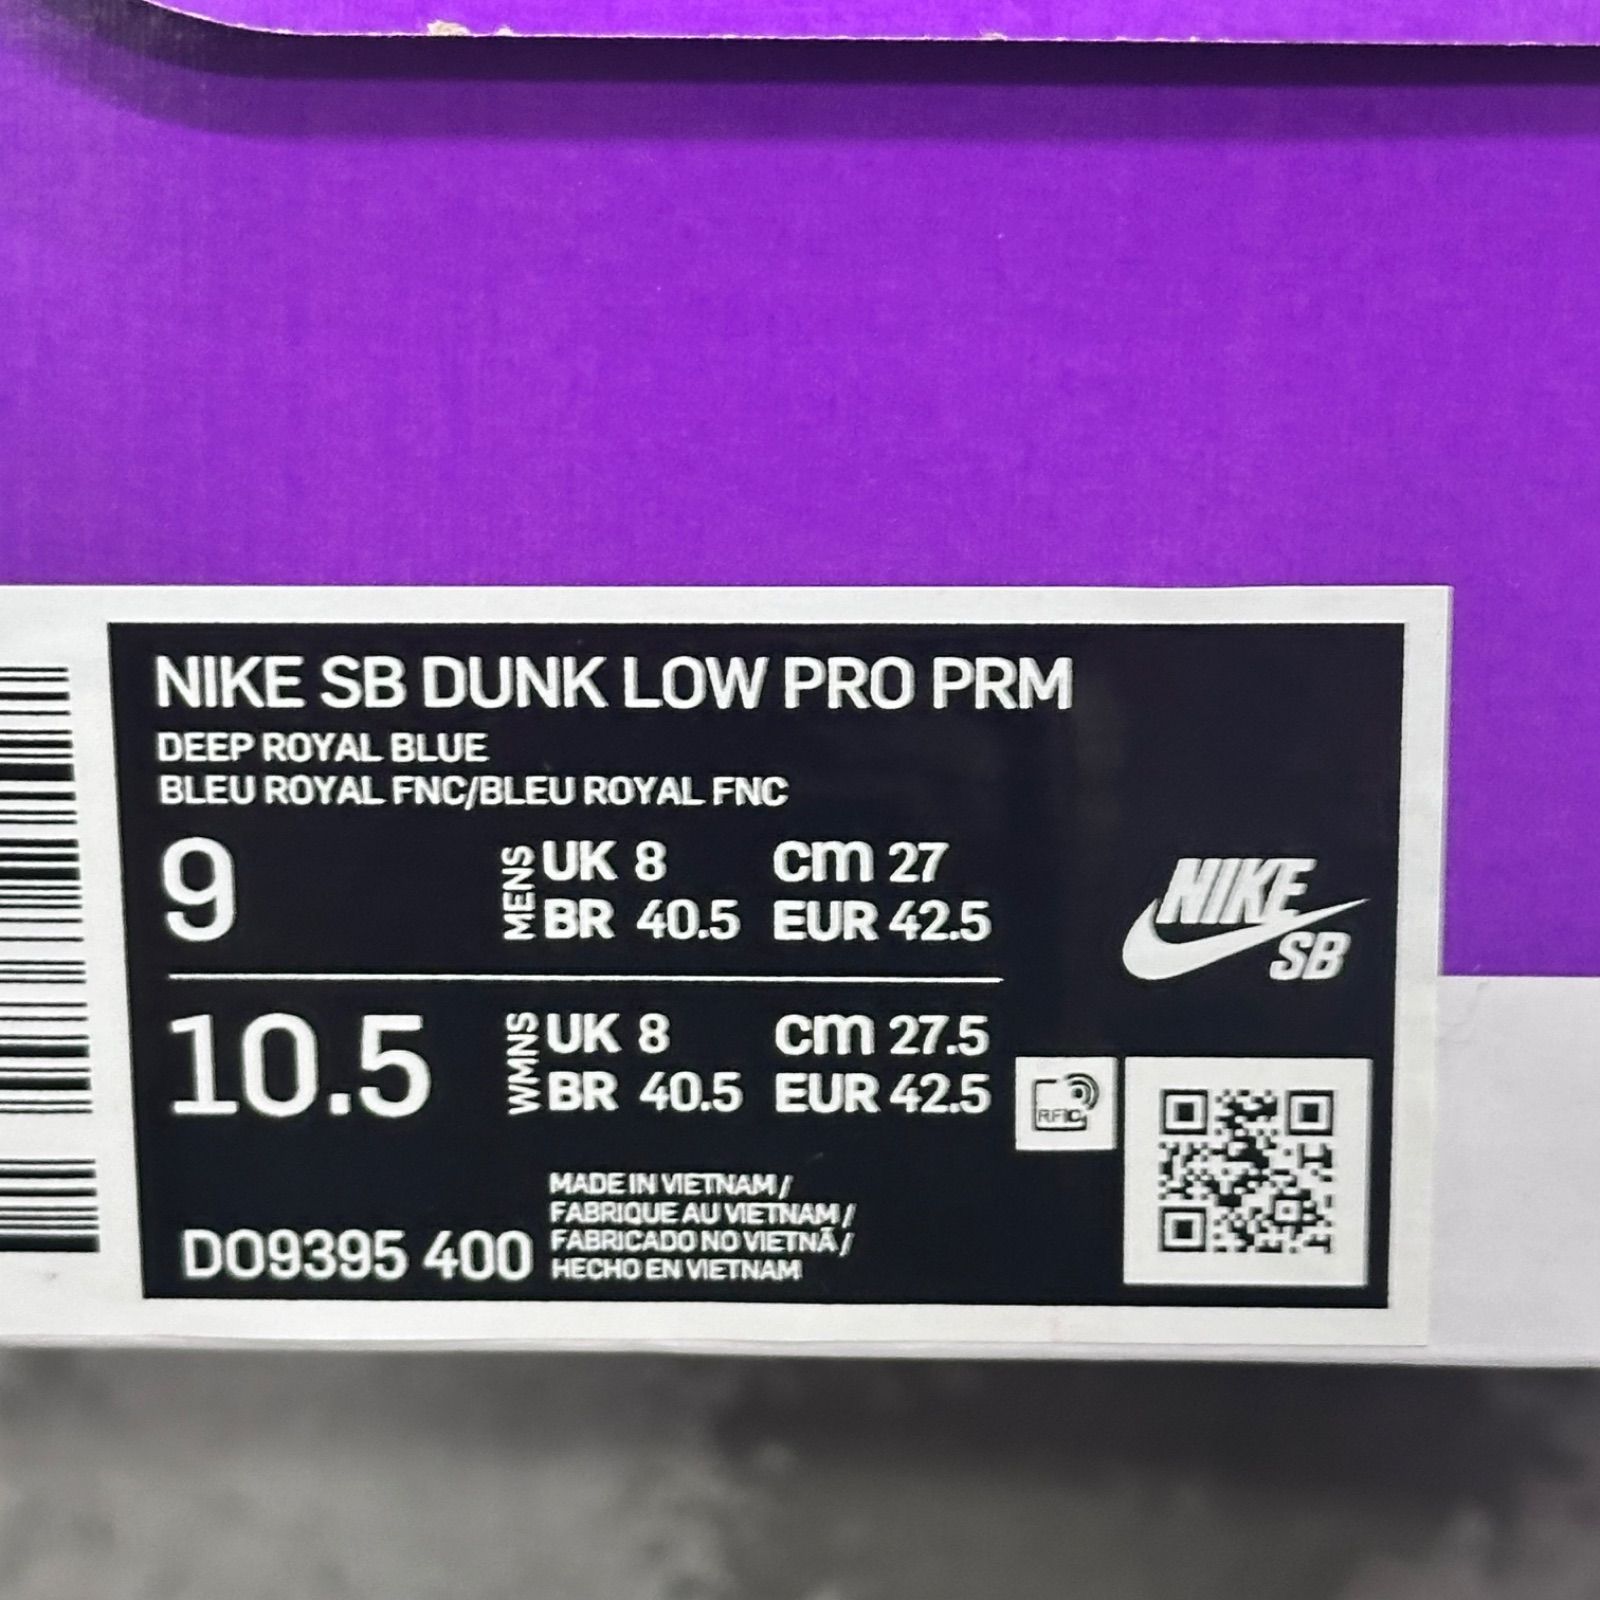 NIKE SB DUNK LOW PRO PRM
DEEP ROYAL BLUE
BLEU ROYAL FNC/BLEU ROYAL FNC
9 MENS UK 8 cm 27
BR 40.5 EUR 42.5
NIKE
SB
10.5 WMNS UK 8 cm 27.5
BR 40.5 EUR 42.5
RFID
MADE IN VIETNAM /
FABRIQUE AU VIETNAM /
FABRICADO NO VIETNÃ /
HECHO EN VIETNAM
DO9395 400